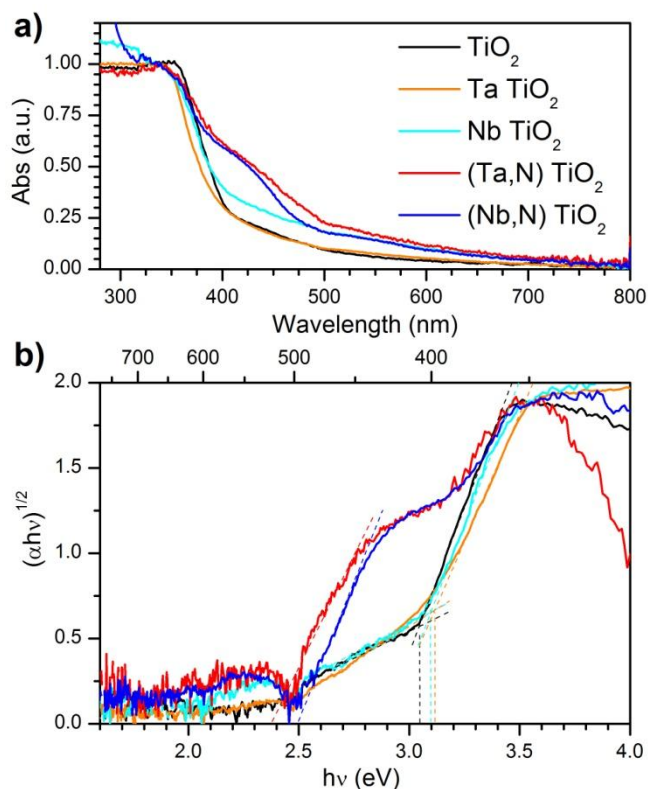 a)
1.00
0.75
0.50
0.25
0.00
Abs (a.u.)
TiO₂
Ta TiO₂
Nb TiO₂
(Ta,N) TiO₂
(Nb,N) TiO₂
300 400 500 600 700 800
Wavelength (nm)
b)
700 600 500 400
2.0
1.5
1.0
0.5
0.0
(αhν)^1/2
2.0 2.5 3.0 3.5 4.0
hν (eV)